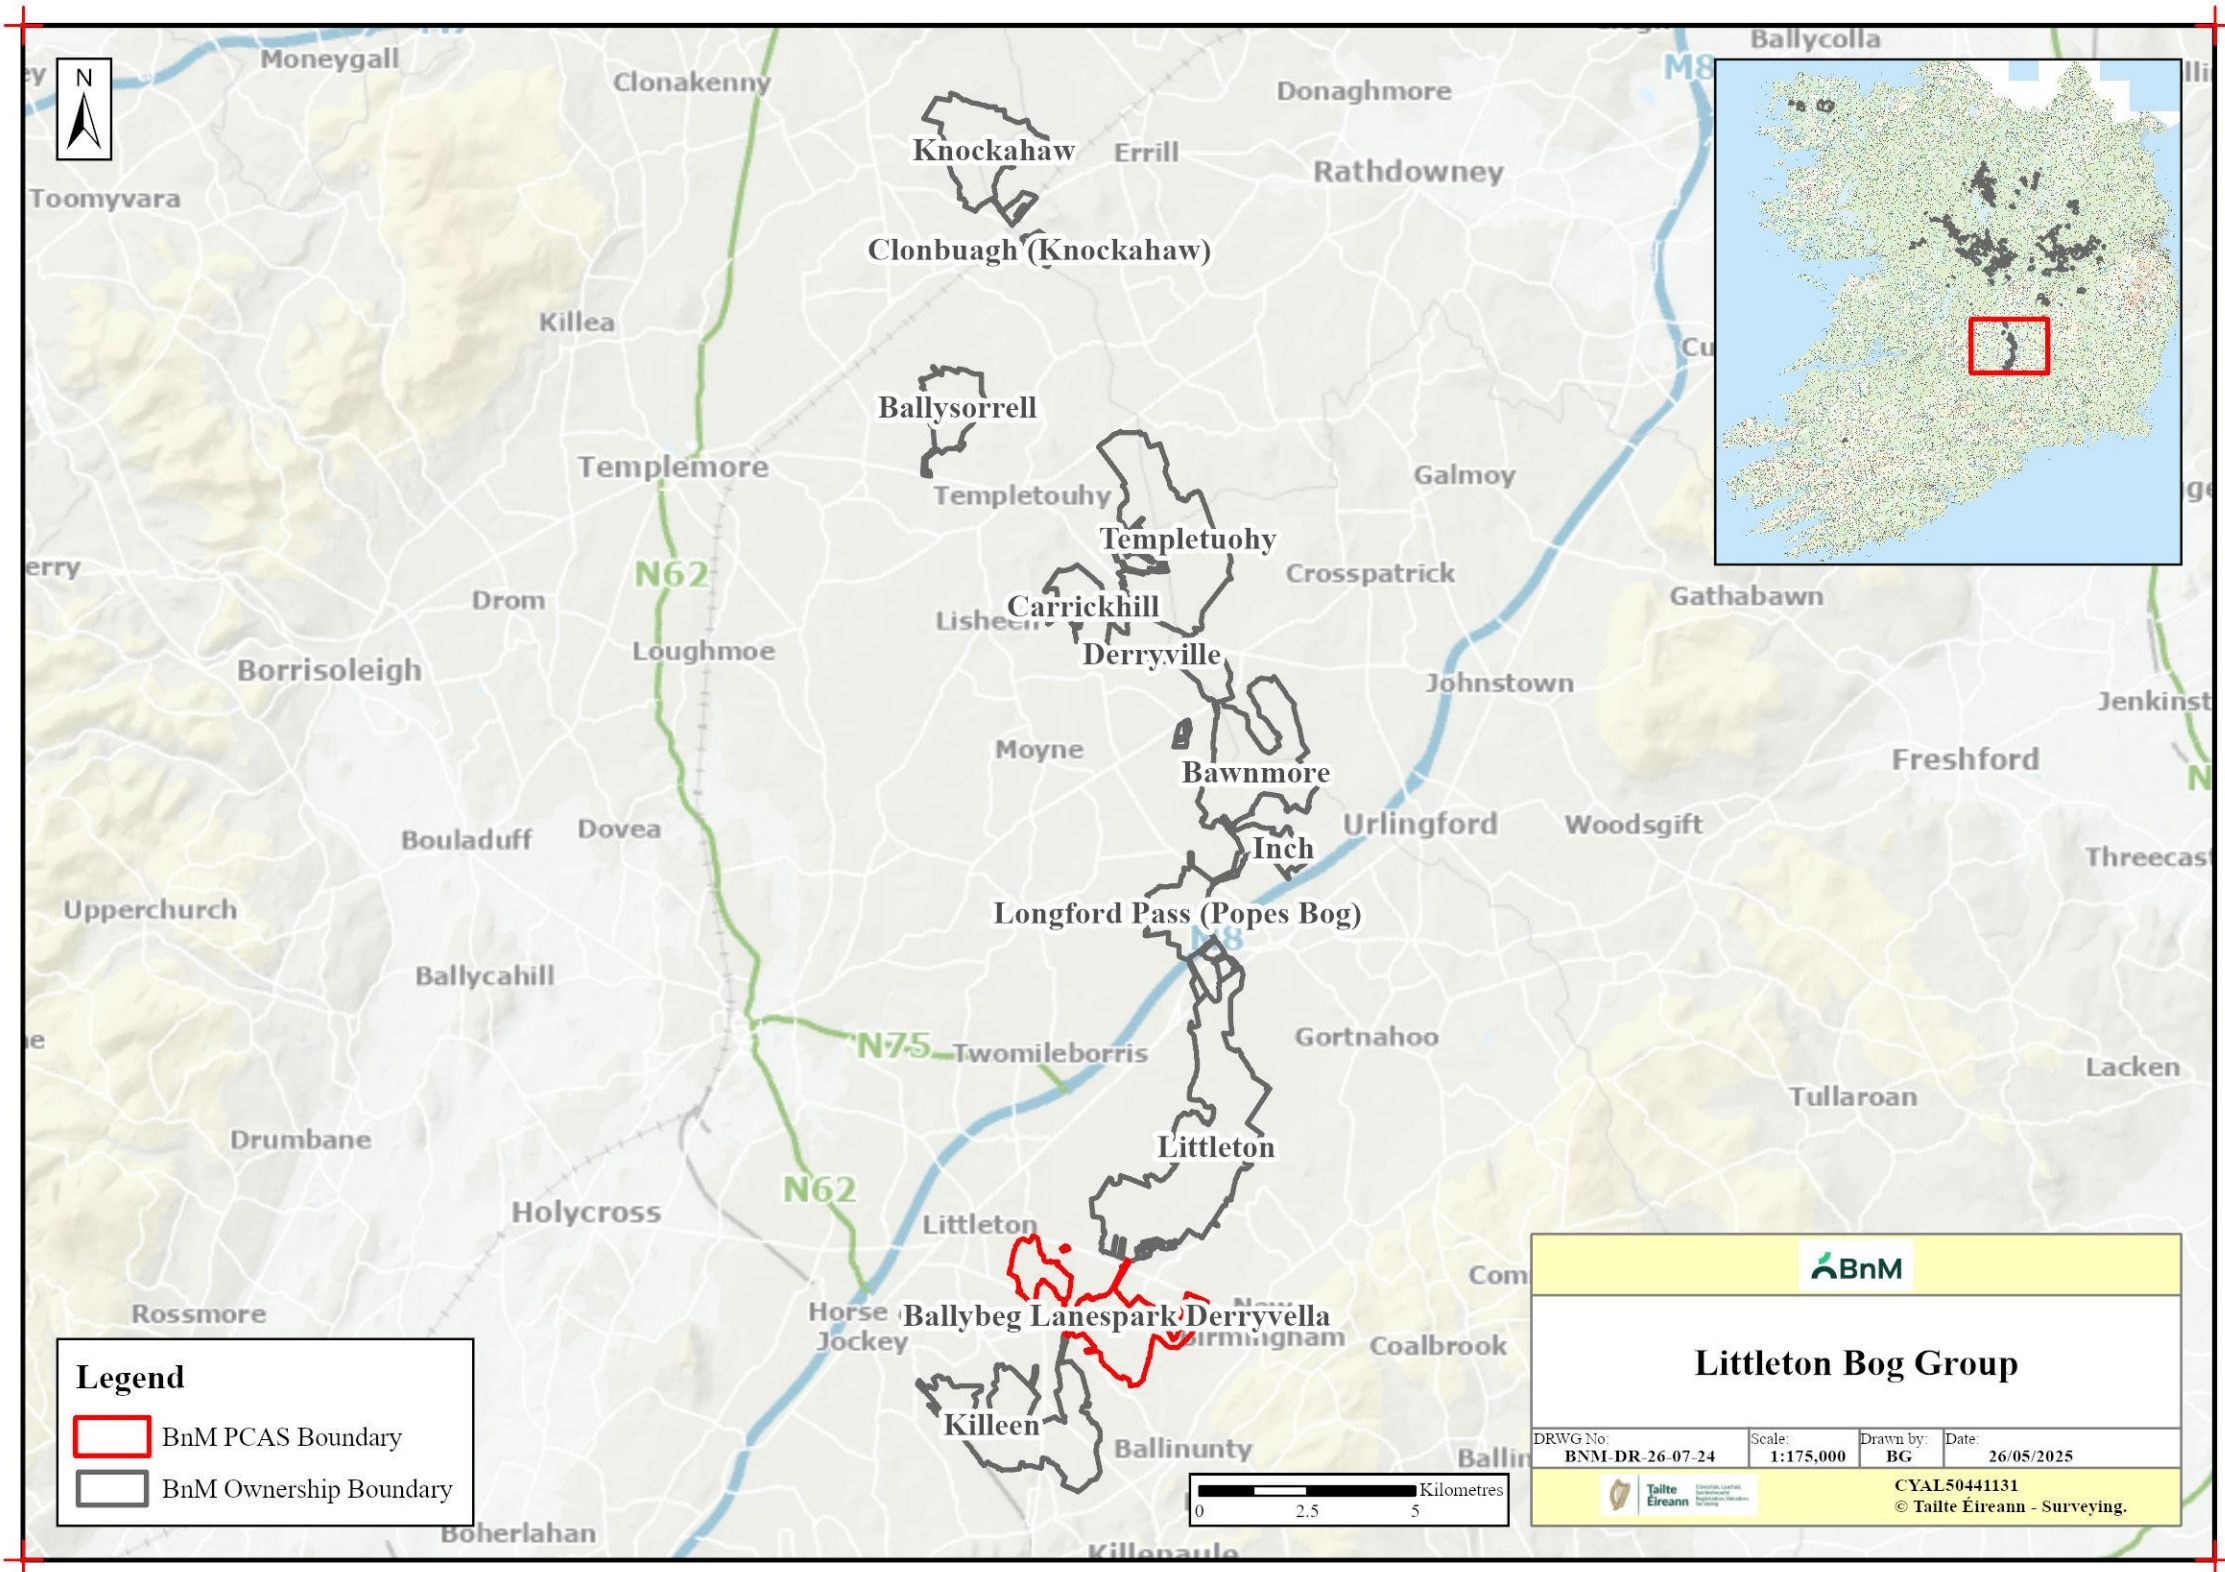 Moneygall
Ballycolla
Clonakenny
M8
N
Donaghmore
Knockahaw
Errill
Rathdowney
Toomyvara
Clonbuagh (Knockahaw)
Killea
Ballysorrell
Templemore
Templetouhy
Galmoy
Templetuohy
N62
Crosspatrick
Drom
Carrickhill
Gathabawn
Lisheen
Loughmoe
Derryville
Borrisoleigh
Johnstown
Jenkinst
Moyne
Freshford
Bawnmore
N
Urlingford
Woodsgift
Dovea
Bouladuff
Inch
Threecast
Upperchurch
Longford Pass (Popes Bog)
M8
Ballycahill
N75
Twomileborris
Gortnahoo
Lacken
Tullaroan
Drumbane
Littleton
N62
Holycross
Littleton
Com
Rossmore
Horse
Jockey
Ballybeg Lanespark Derryvella
New
Birmingham
Coalbrook
Killeen
Ballinunty
Ballin
Boherlahan
Killenaule
Legend
BnM PCAS Boundary
BnM Ownership Boundary
Kilometres
0 2.5 5
BnM
Littleton Bog Group
DRWG No: Scale: Drawn by: Date:
BNM-DR-26-07-24 1:175,000 BG 26/05/2025
Tailte
Éireann
CYAL50441131
© Tailte Éireann - Surveying.